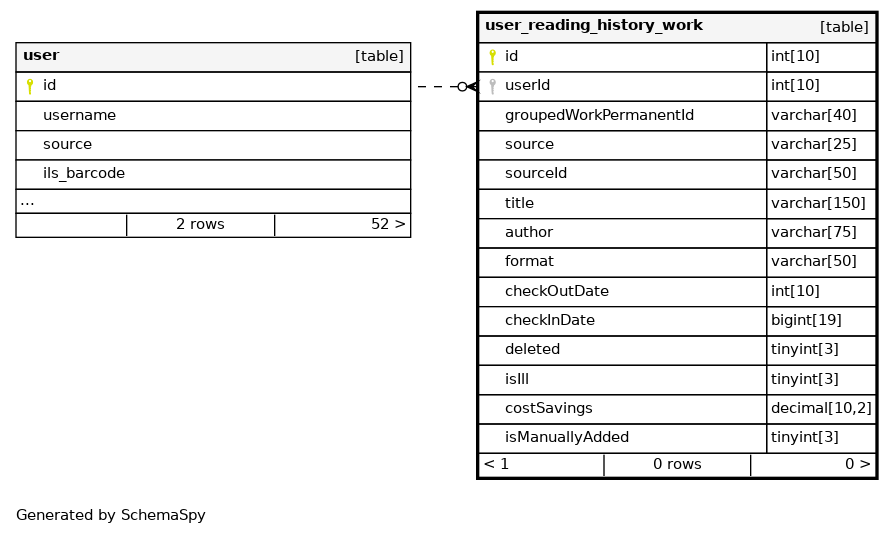 user [table]
id
username
source
ils_barcode
...
2 rows 52 >
user_reading_history_work [table]
id int[10]
userId int[10]
groupedWorkPermanentId varchar[40]
source varchar[25]
sourceId varchar[50]
title varchar[150]
author varchar[75]
format varchar[50]
checkOutDate int[10]
checkInDate bigint[19]
deleted tinyint[3]
isIll tinyint[3]
costSavings decimal[10,2]
isManuallyAdded tinyint[3]
< 1 0 rows 0 >
Generated by SchemaSpy